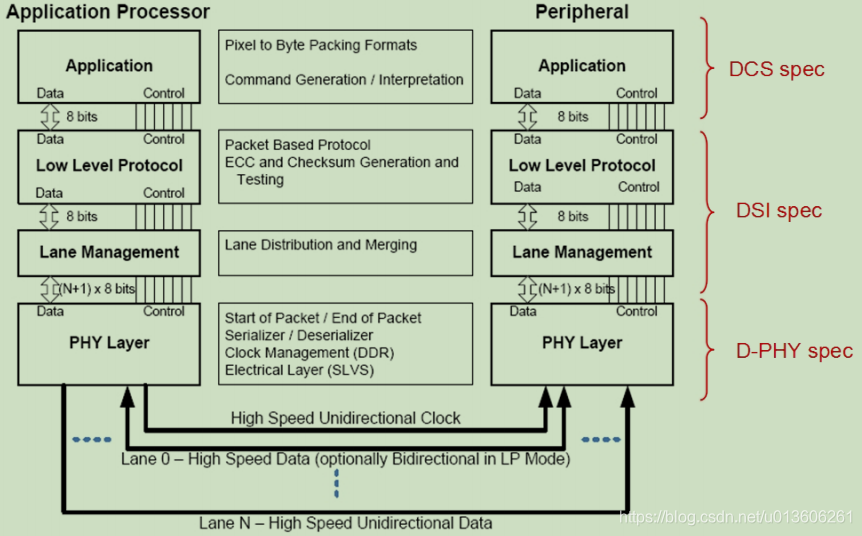 Application Processor
Peripheral
Application
Data
Control
8 bits
Pixel to Byte Packing Formats
Command Generation / Interpretation
Application
Data
Control
8 bits
DCS spec
Data
Control
Low Level Protocol
Data
Control
8 bits
Packet Based Protocol
ECC and Checksum Generation and
Testing
Data
Control
Low Level Protocol
Data
Control
8 bits
DSI spec
Lane Management
(N+1) x 8 bits
Lane Distribution and Merging
Lane Management
(N+1) x 8 bits
Data
Control
PHY Layer
Start of Packet / End of Packet
Serializer / Deserializer
Clock Management (DDR)
Electrical Layer (SLVS)
Data
Control
PHY Layer
D-PHY spec
High Speed Unidirectional Clock
Lane 0 – High Speed Data (optionally Bidirectional in LP Mode)
Lane N – High Speed Unidirectional Data
https://blog.csdn.net/u013606261